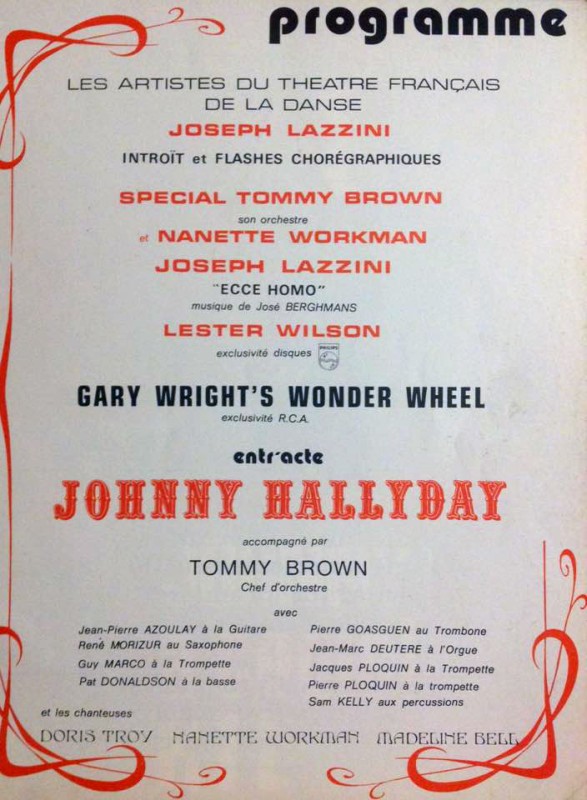 programme
LES ARTISTES DU THEATRE FRANÇAIS
DE LA DANSE
JOSEPH LAZZINI
INTROÏT et FLASHES CHORÉGRAPHIQUES
SPECIAL TOMMY BROWN
son orchestre
et NANETTE WORKMAN
JOSEPH LAZZINI
"ECCE HOMO"
musique de José BERGHMANS
LESTER WILSON
exclusivité disques PHILIPS
GARY WRIGHT'S WONDER WHEEL
exclusivité R.C.A.
entr'acte
JOHNNY HALLYDAY
accompagné par
TOMMY BROWN
Chef d'orchestre
avec
Jean-Pierre AZOULAY à la Guitare
René MORIZUR au Saxophone
Guy MARCO à la Trompette
Pat DONALDSON à la basse
Pierre GOASGUEN au Trombone
Jean-Marc DEUTERE à l'Orgue
Jacques PLOQUIN à la Trompette
Pierre PLOQUIN à la trompette
Sam KELLY aux percussions
et les chanteuses
DORIS TROY NANETTE WORKMAN MADELINE BELL